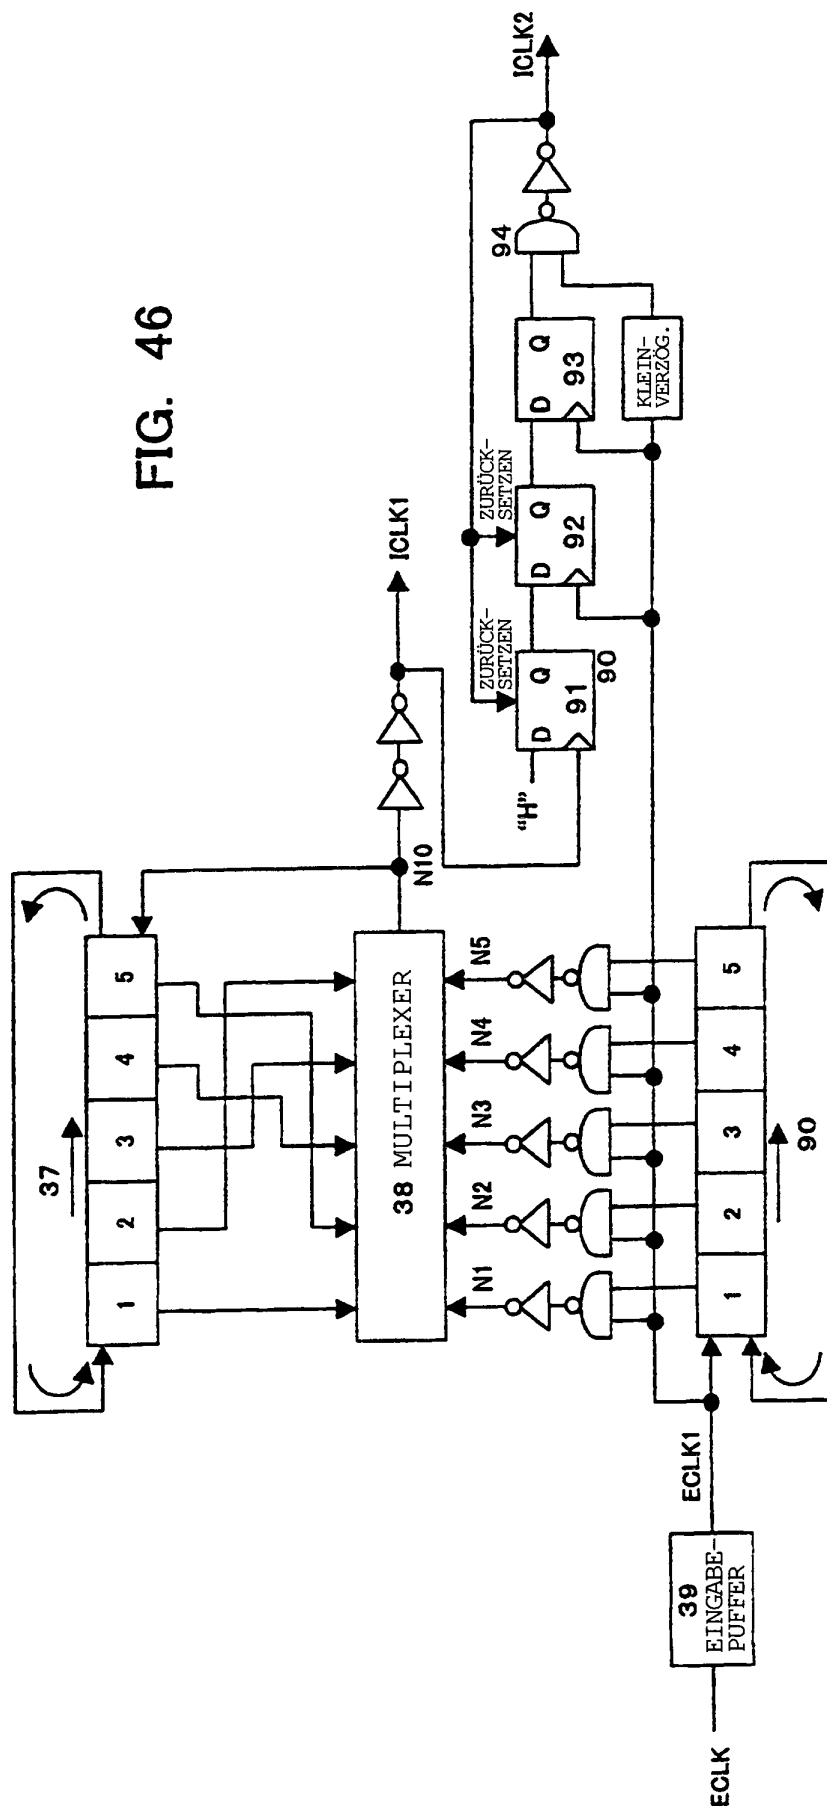 FIG. 46
37
1
2
3
4
5
38 MULTIPLEXER
N10
ICLK1
N1
N2
N3
N4
N5
1
2
3
4
5
90
ECLK
39
EINGABE-
PUFFER
ECLK1
"H"
ZURÜCK-
SETZEN
D
Q
91
90
ZURÜCK-
SETZEN
D
Q
92
D
Q
93
94
KLEIN-
VERZÖG.
ICLK2